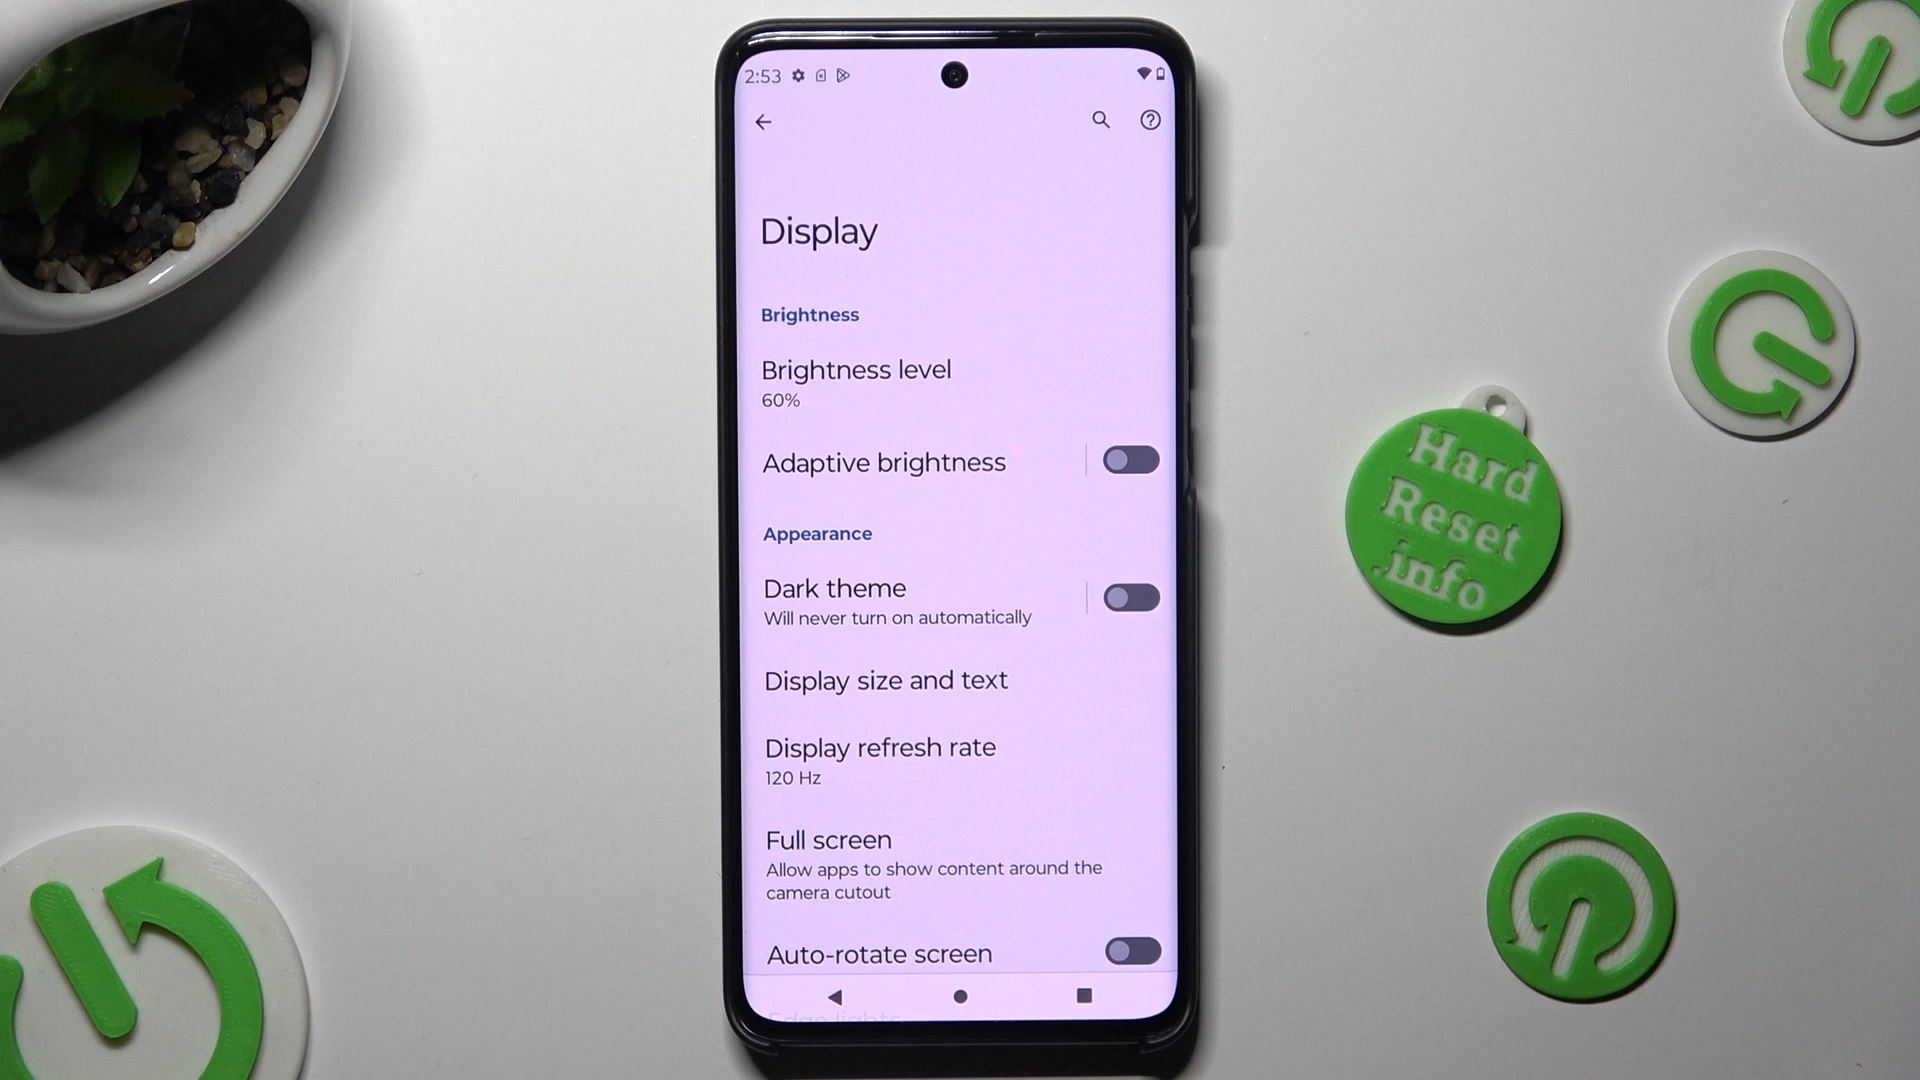 2:53
Display
Brightness
Brightness level
60%
Adaptive brightness
Appearance
Dark theme
Will never turn on automatically
Display size and text
Display refresh rate
120 Hz
Full screen
Allow apps to show content around the
camera cutout
Auto-rotate screen
Edge lights
Hard
Reset
.info